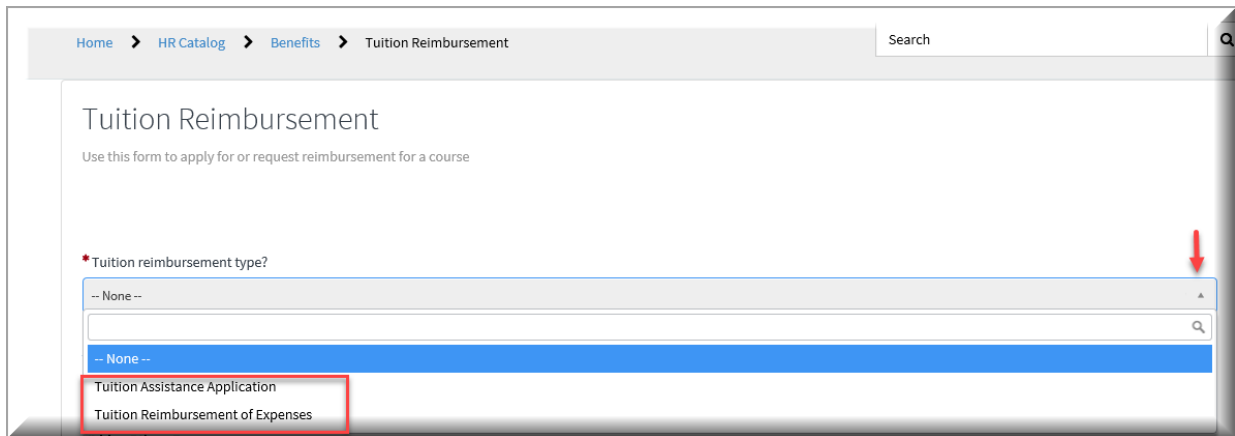 Home > HR Catalog > Benefits > Tuition Reimbursement
Search
Tuition Reimbursement
Use this form to apply for or request reimbursement for a course
*Tuition reimbursement type?
-- None --
-- None --
Tuition Assistance Application
Tuition Reimbursement of Expenses